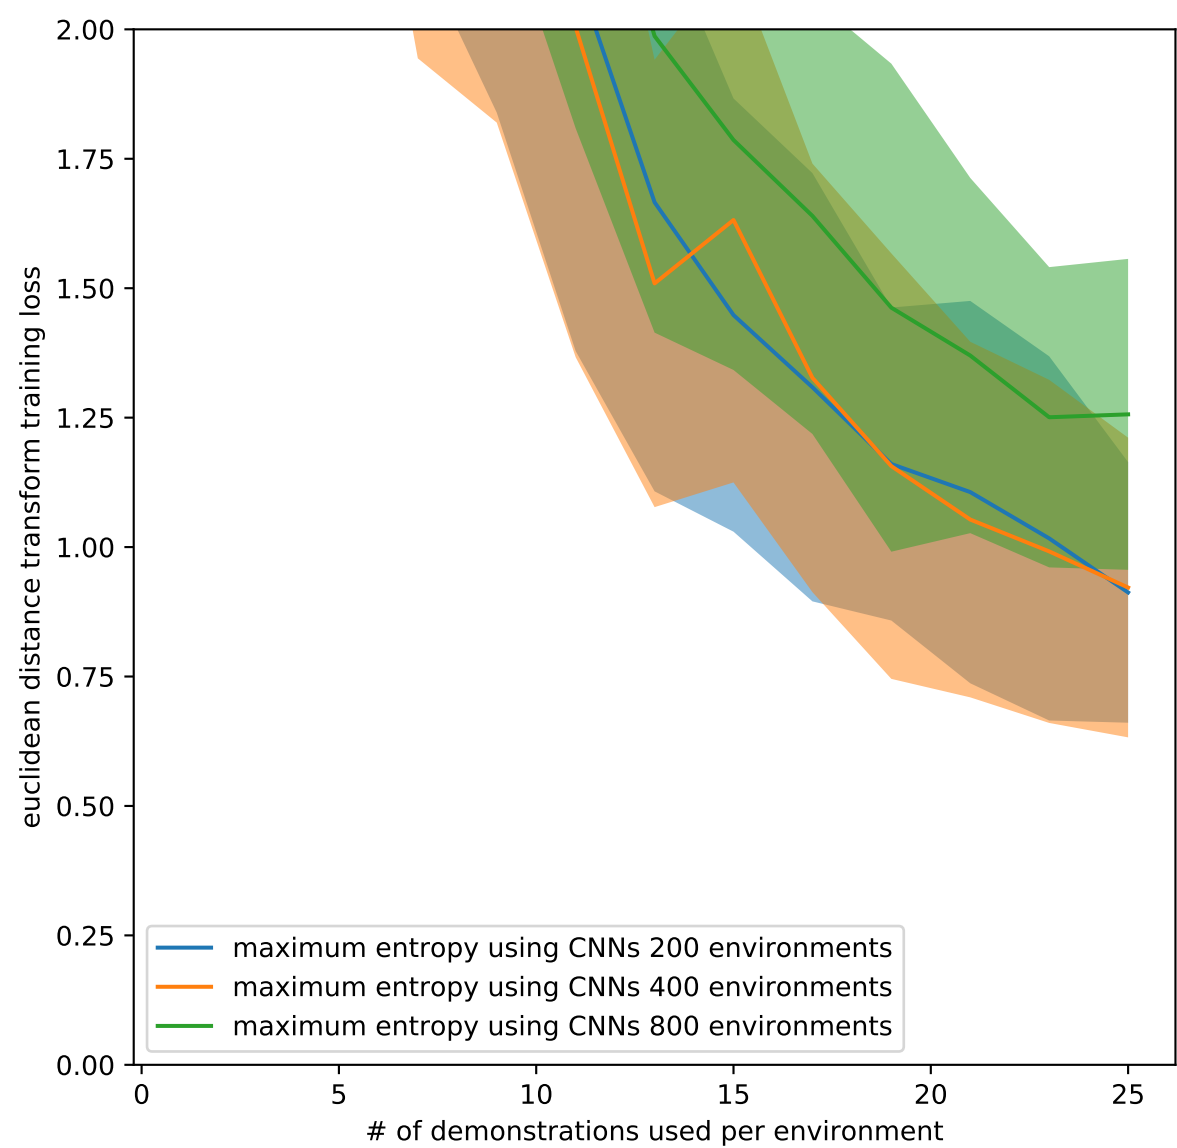 2.00
1.75
1.50
1.25
1.00
0.75
0.50
0.25
0.00
euclidean distance transform training loss
maximum entropy using CNNs 200 environments
maximum entropy using CNNs 400 environments
maximum entropy using CNNs 800 environments
0 5 10 15 20 25
# of demonstrations used per environment